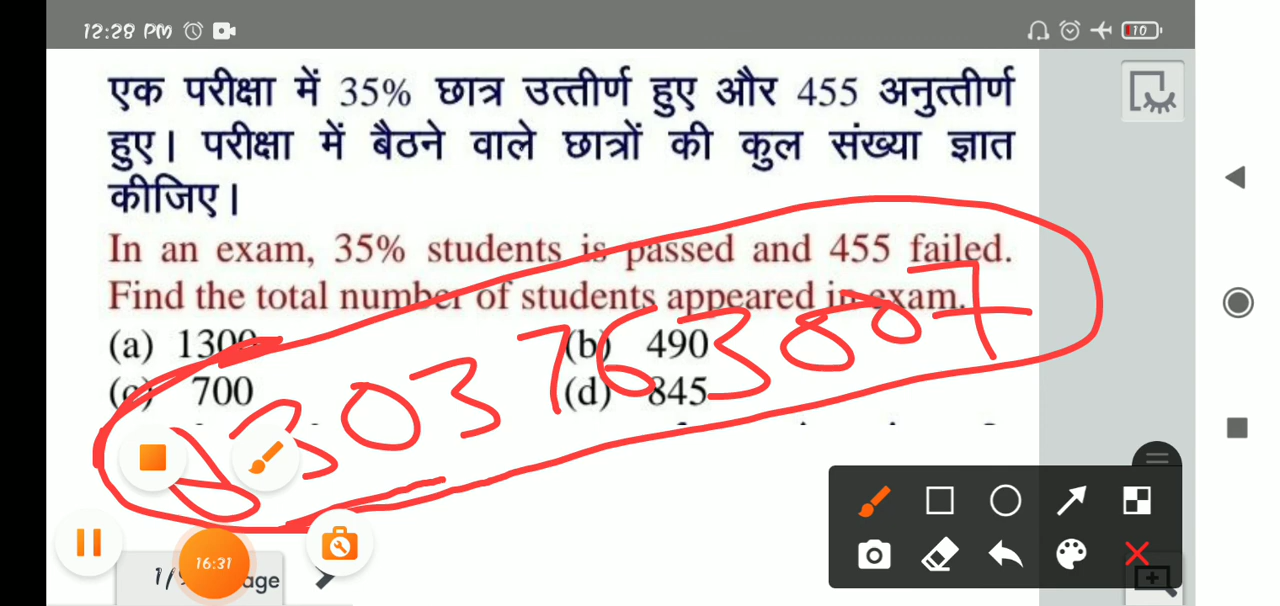 12:28 PM
10
एक परीक्षा में 35% छात्र उत्तीर्ण हुए और 455 अनुत्तीर्ण
हुए। परीक्षा में बैठने वाले छात्रों की कुल संख्या ज्ञात
कीजिए।
In an exam, 35% students is passed and 455 failed.
Find the total number of students appeared in exam.
(a) 1300 (b) 490
(c) 700 (d) 845
8303763807
16:31